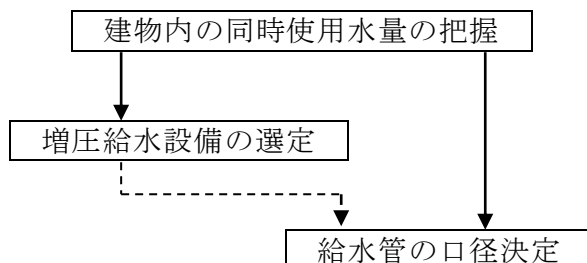 建物内の同時使用水量の把握
増圧給水設備の選定
給水管の口径決定